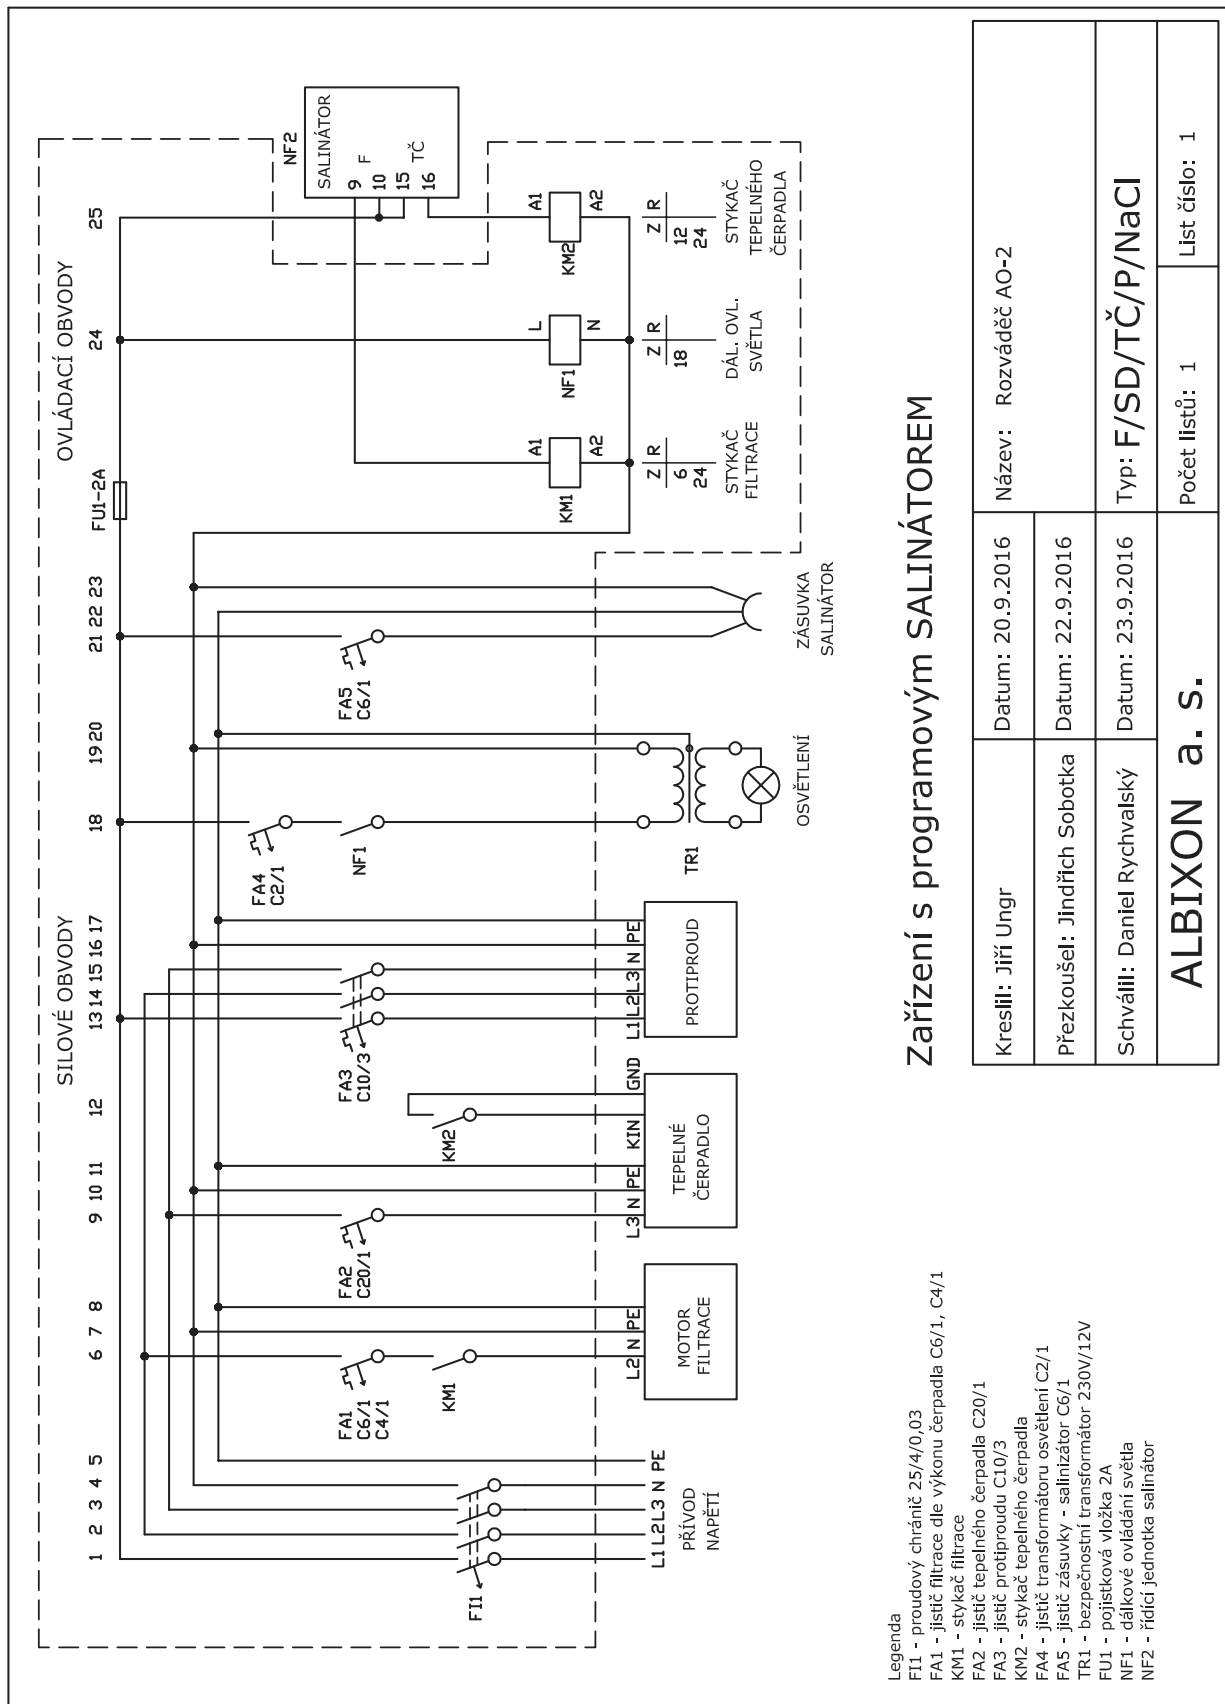 SILOVÉ OBVODY
OVLÁDACÍ OBVODY
1 2 3 4 5 6 7 8 9 10 11 12 13 14 15 16 17 18 19 20 21 22 23 24 25
FU1-2A
NF2
SALINÁTOR
9 F
10
15 TČ
16
FA1
C6/1
C4/1
FA2
C20/1
FA3
C10/3
FA4
C2/1
NF1
FA5
C6/1
FI1
KM1
KM2
KM1
A1
A2
NF1
L
N
KM2
A1
A2
L1 L2 L3 N PE
PŘÍVOD
NAPĚTÍ
L2 N PE
MOTOR
FILTRACE
L3 N PE KIN GND
TEPELNÉ
ČERPADLO
L1 L2 L3 N PE
PROTIPROUD
TR1
OSVĚTLENÍ
ZÁSUVKA
SALINÁTOR
Z R
6
24
STYKAČ
FILTRACE
Z R
18
DÁL. OVL.
SVĚTLA
Z R
12
24
STYKAČ
TEPELNÉHO
ČERPADLA
Legenda
FI1 - proudový chránič 25/4/0,03
FA1 - jistič filtrace dle výkonu čerpadla C6/1, C4/1
KM1 - stykač filtrace
FA2 - jistič tepelného čerpadla C20/1
FA3 - jistič protiproudu C10/3
KM2 - stykač tepelného čerpadla
FA4 - jistič transformátoru osvětlení C2/1
FA5 - jistič zásuvky - salinizátor C6/1
TR1 - bezpečnostní transformátor 230V/12V
FU1 - pojistková vložka 2A
NF1 - dálkové ovládání světla
NF2 - řídící jednotka salinátor
Zařízení s programovým SALINÁTOREM
Kreslil: Jiří Ungr Datum: 20.9.2016 Název: Rozváděč AO-2
Přezkoušel: Jindřich Sobotka Datum: 22.9.2016
Schválil: Daniel Rychvalský Datum: 23.9.2016 Typ: F/SD/TČ/P/NaCl
ALBIXON a. s. Počet listů: 1 List číslo: 1